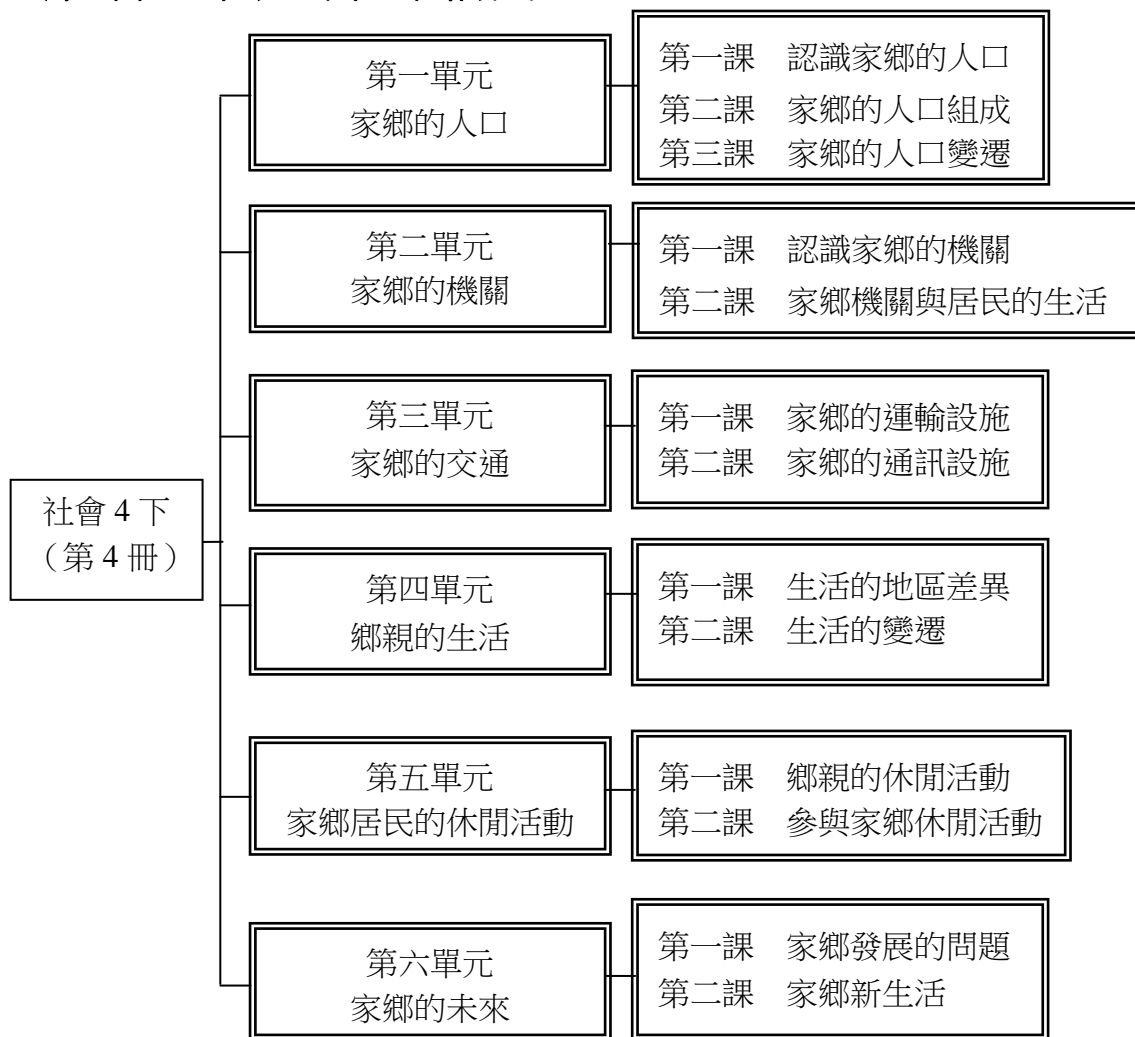 社會 4 下
（第 4 冊）
第一單元
家鄉的人口
第一課　認識家鄉的人口
第二課　家鄉的人口組成
第三課　家鄉的人口變遷
第二單元
家鄉的機關
第一課　認識家鄉的機關
第二課　家鄉機關與居民的生活
第三單元
家鄉的交通
第一課　家鄉的運輸設施
第二課　家鄉的通訊設施
第四單元
鄉親的生活
第一課　生活的地區差異
第二課　生活的變遷
第五單元
家鄉居民的休閒活動
第一課　鄉親的休閒活動
第二課　參與家鄉休閒活動
第六單元
家鄉的未來
第一課　家鄉發展的問題
第二課　家鄉新生活